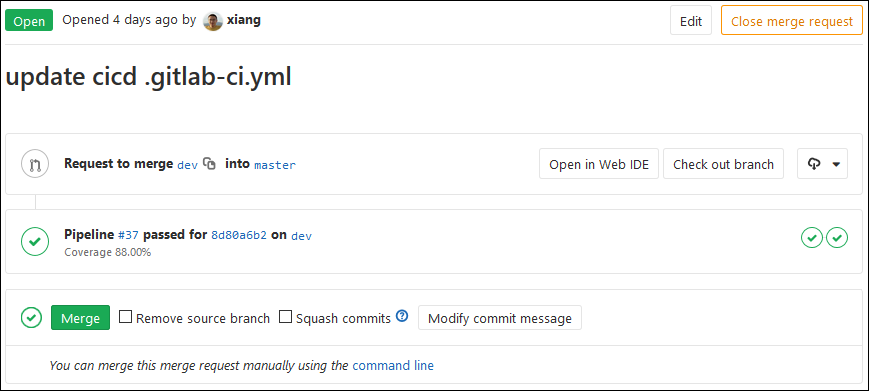 Open Opened 4 days ago by xiang Edit Close merge request
update cicd .gitlab-ci.yml
Request to merge dev into master Open in Web IDE Check out branch
Pipeline #37 passed for 8d80a6b2 on dev
Coverage 88.00%
Merge Remove source branch Squash commits ? Modify commit message
You can merge this merge request manually using the command line